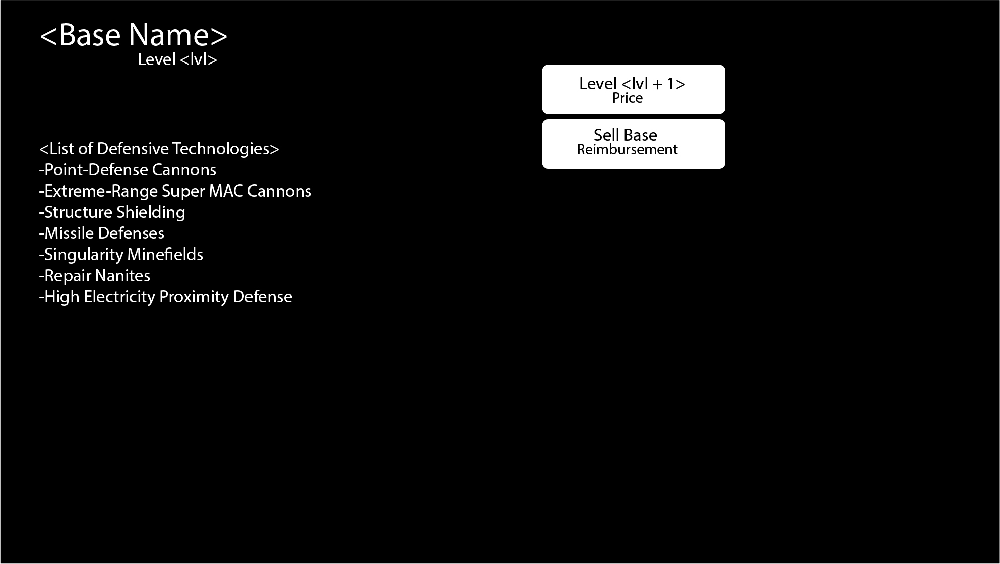 <Base Name>
Level <lvl>
Level <lvl + 1>
Price
Sell Base
Reimbursement
<List of Defensive Technologies>
-Point-Defense Cannons
-Extreme-Range Super MAC Cannons
-Structure Shielding
-Missile Defenses
-Singularity Minefields
-Repair Nanites
-High Electricity Proximity Defense